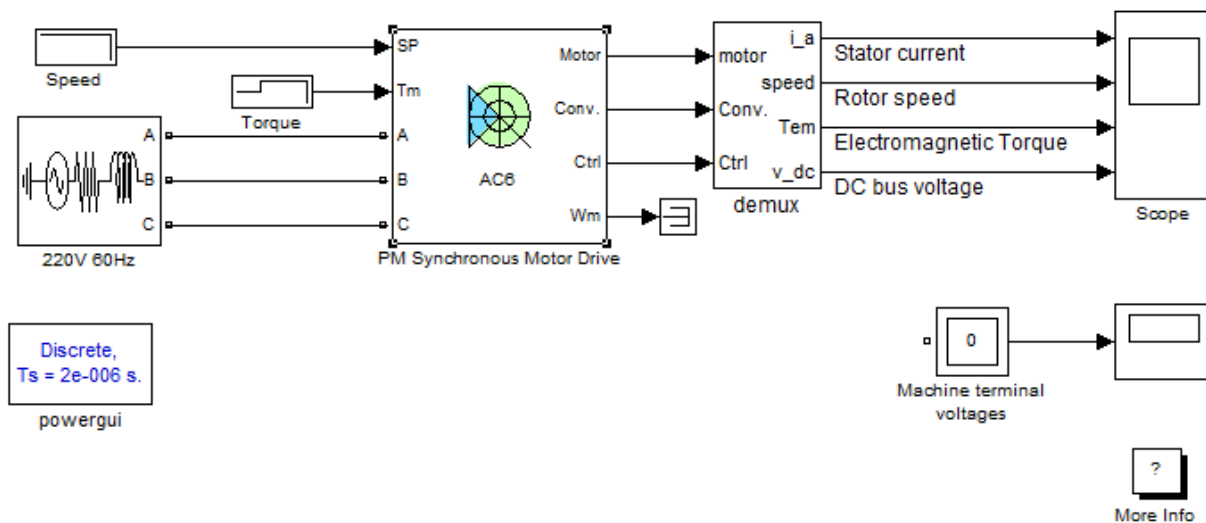 Speed
Torque
A
B
C
220V 60Hz
SP
Tm
A
B
C
AC6
Motor
Conv.
Ctrl
Wm
PM Synchronous Motor Drive
motor
Conv.
Ctrl
i_a
speed
Tem
v_dc
demux
Stator current
Rotor speed
Electromagnetic Torque
DC bus voltage
Scope
Discrete,
Ts = 2e-006 s.
powergui
0
Machine terminal
voltages
?
More Info